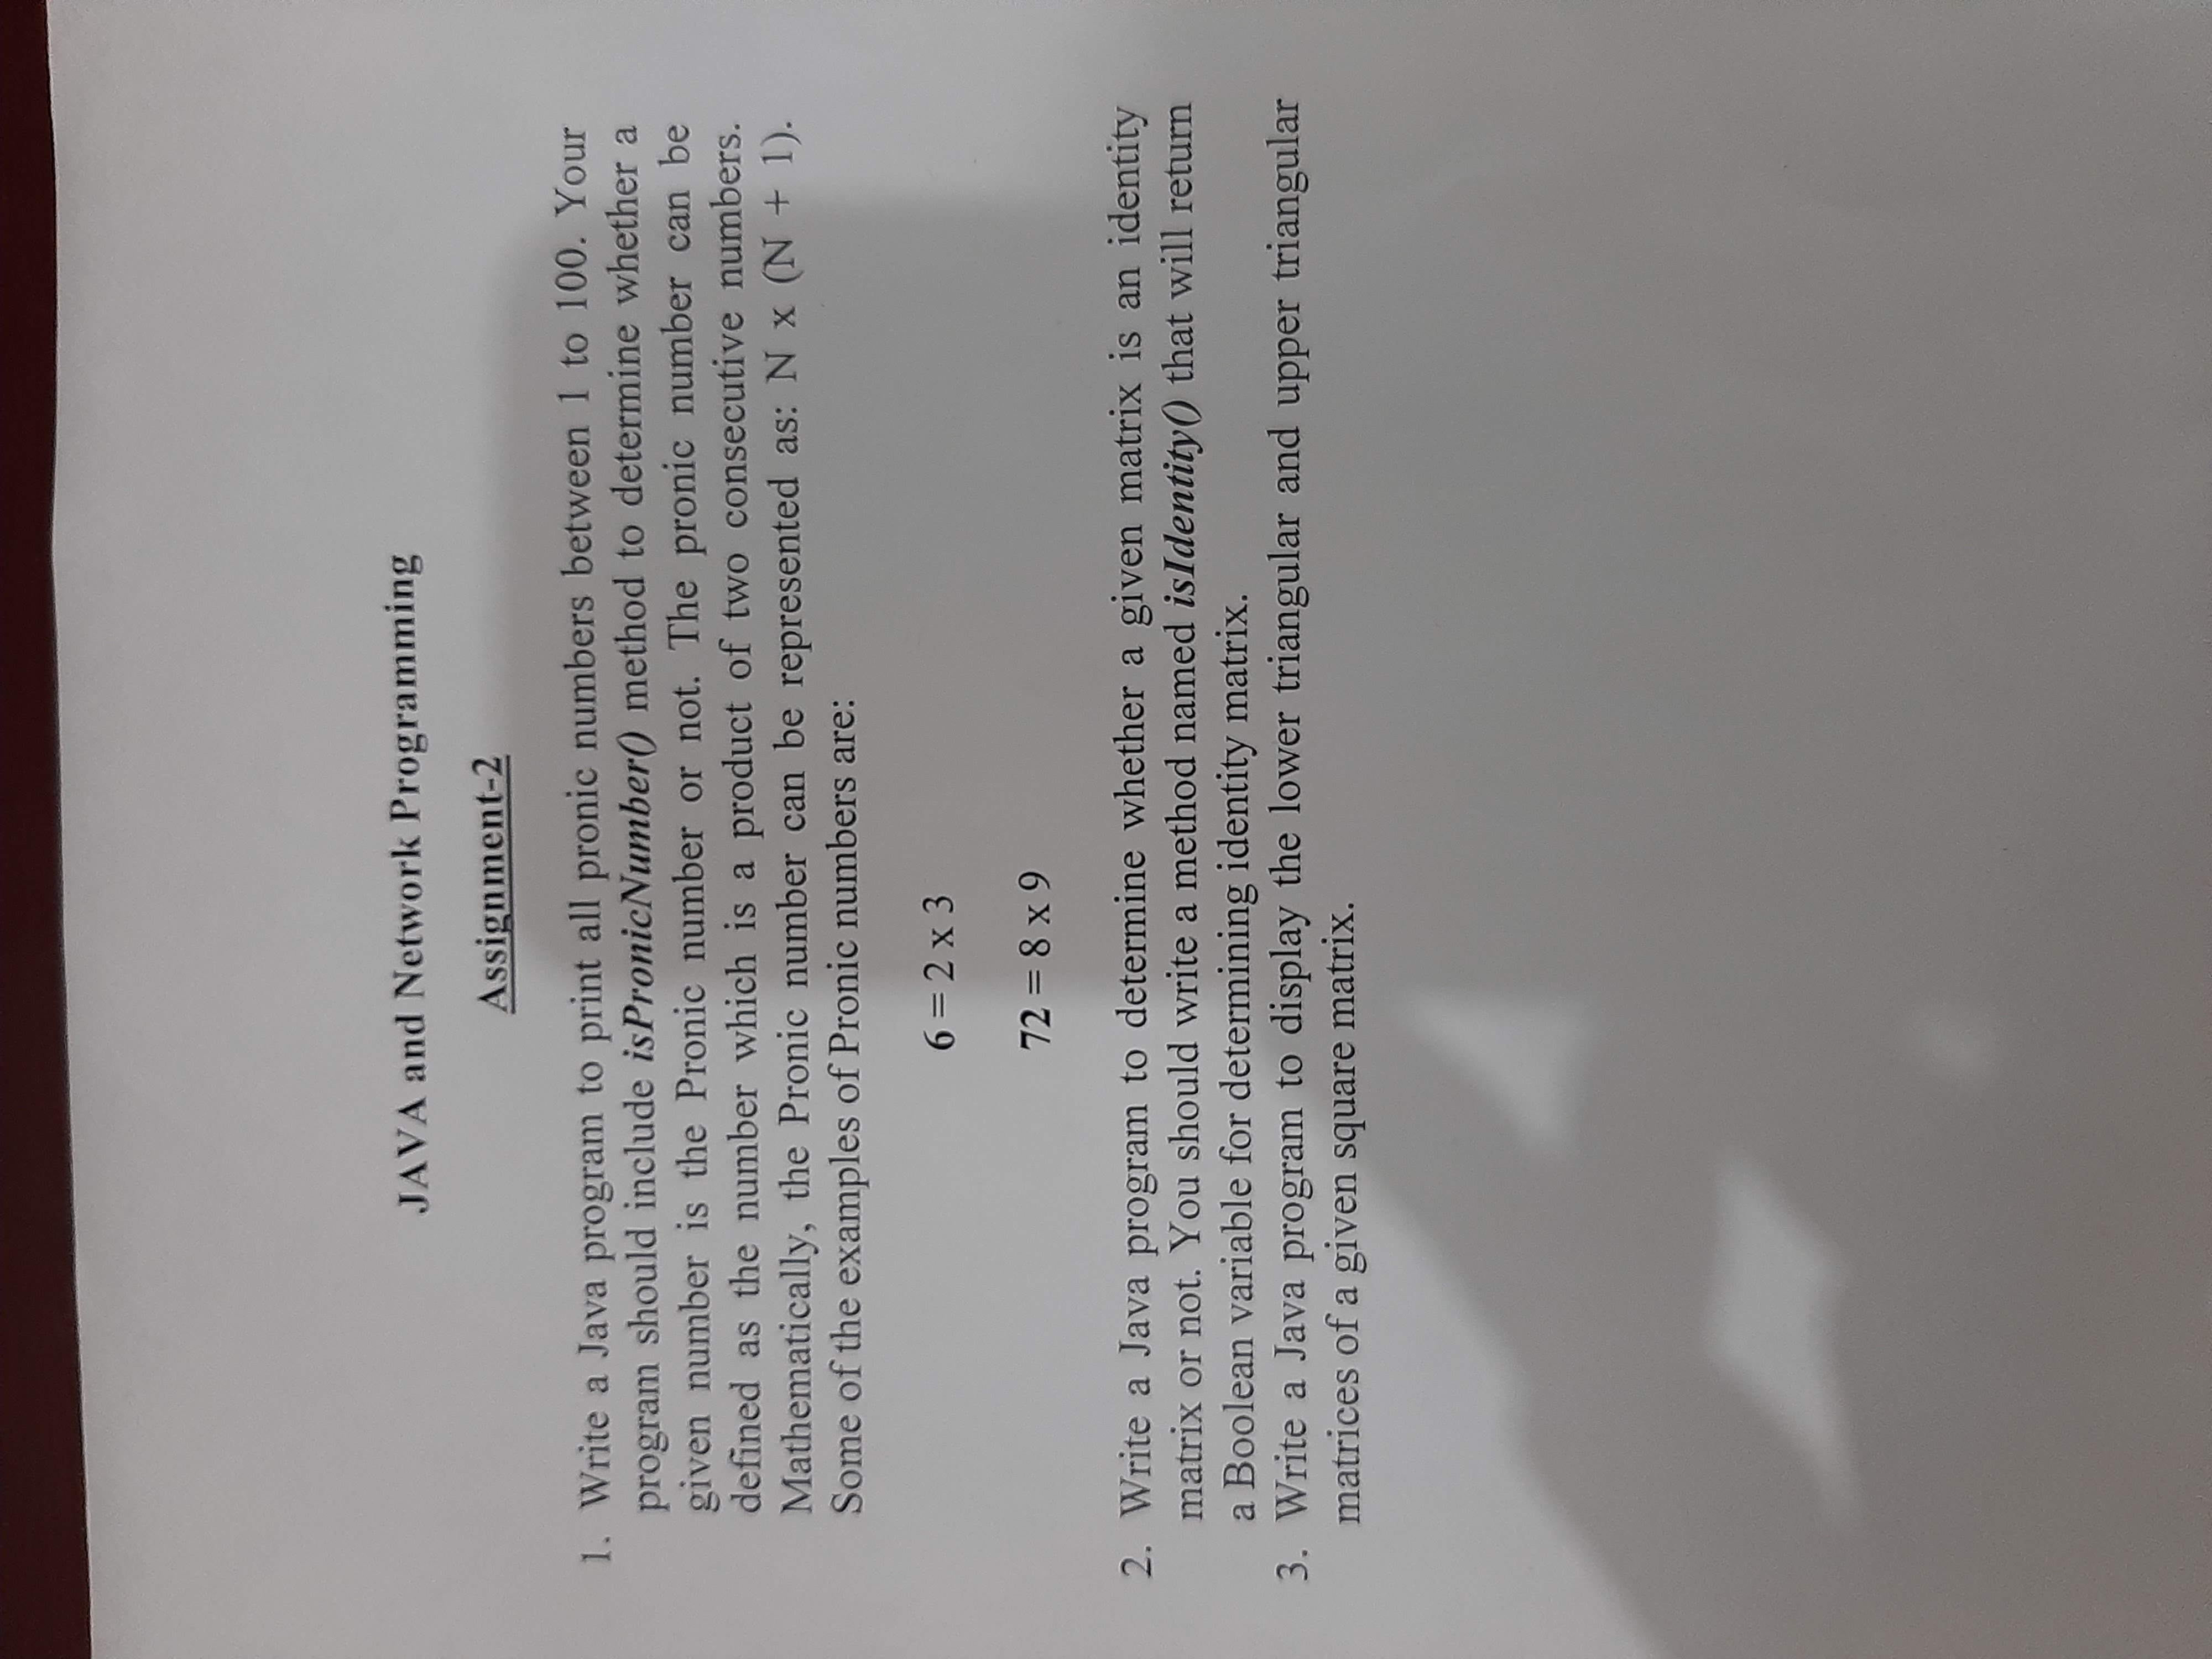 JAVA and Network Programming
Assignment-2
1. Write a Java program to print all pronic numbers between 1 to 100. Your
program should include isPronicNumber() method to determine whether a
given number is the Pronic number or not. The pronic number can be
defined as the number which is a product of two consecutive numbers.
Mathematically, the Pronic number can be represented as: N x (N + 1).
Some of the examples of Pronic numbers are:
6 = 2 x 3
72 = 8 x 9
2. Write a Java program to determine whether a given matrix is an identity
matrix or not. You should write a method named isIdentity() that will return
a Boolean variable for determining identity matrix.
3. Write a Java program to display the lower triangular and upper triangular
matrices of a given square matrix.